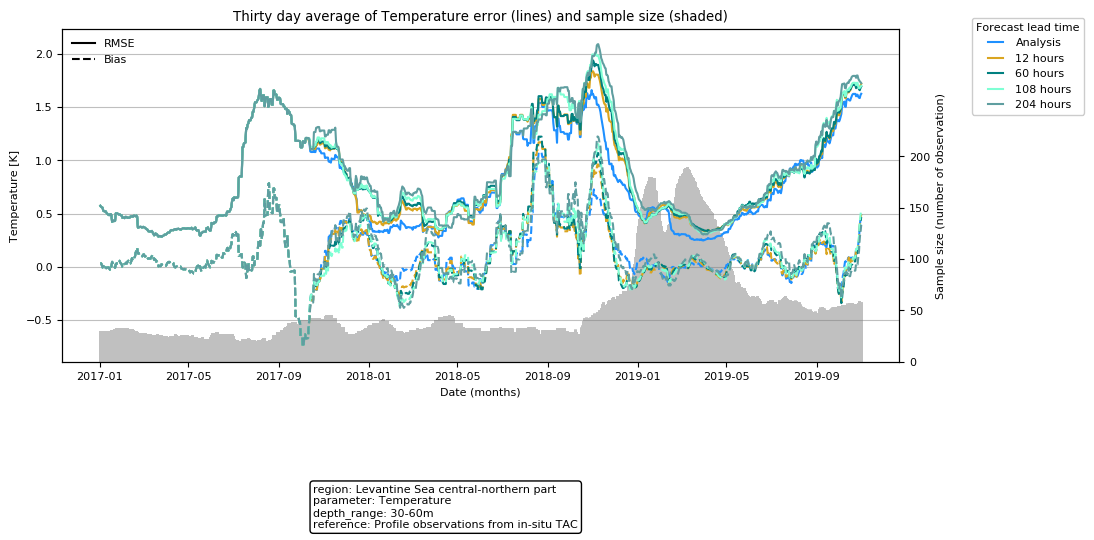 Thirty day average of Temperature error (lines) and sample size (shaded)
Forecast lead time
Analysis
12 hours
60 hours
108 hours
204 hours
RMSE
Bias
Temperature [K]
2.0
1.5
1.0
0.5
0.0
−0.5
Sample size (number of observation)
200
150
100
50
0
2017-01 2017-05 2017-09 2018-01 2018-05 2018-09 2019-01 2019-05 2019-09
Date (months)
region: Levantine Sea central-northern part
parameter: Temperature
depth_range: 30-60m
reference: Profile observations from in-situ TAC